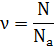 ν = N / Nₐ